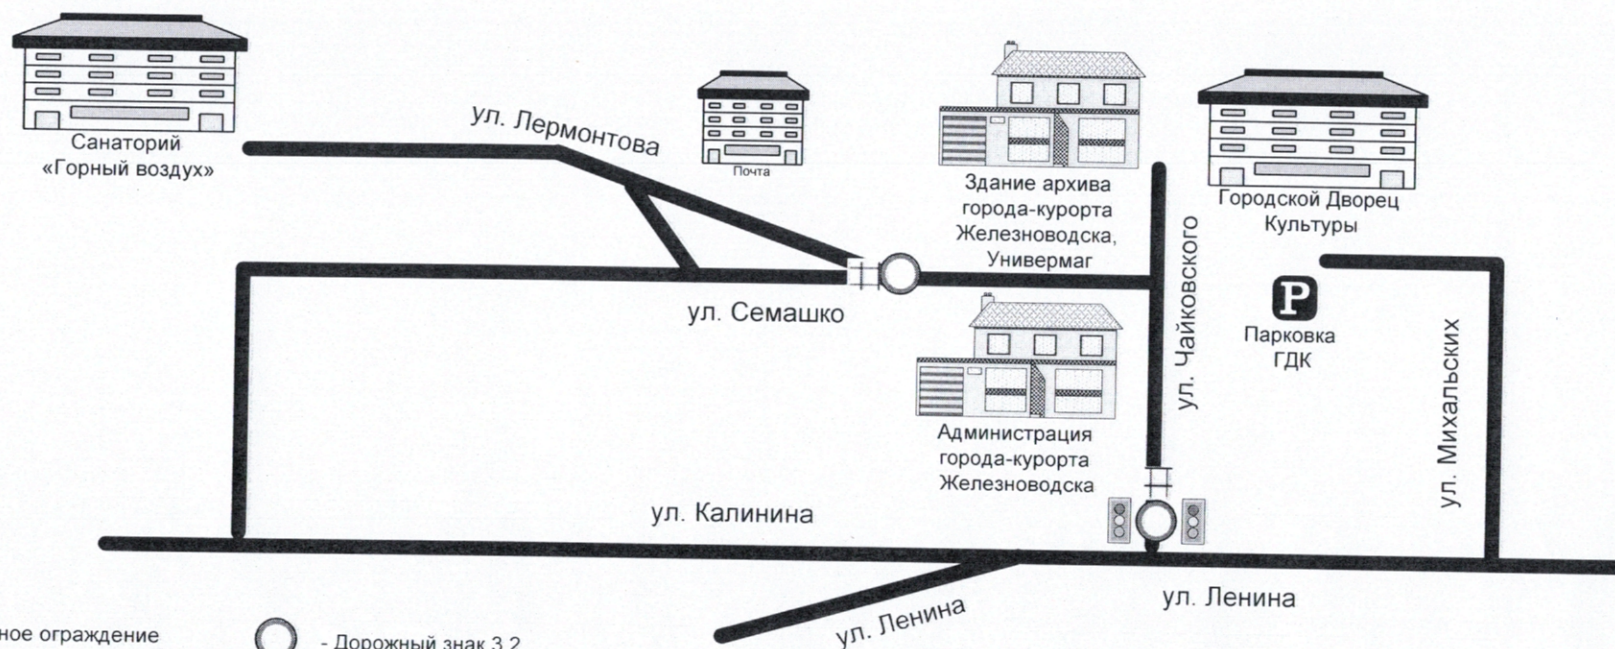 Санаторий
«Горный воздух»
ул. Лермонтова
Почта
Здание архива
города-курорта
Железноводска,
Универмаг
Городской Дворец
Культуры
ул. Чайковского
P
Парковка
ГДК
ул. Михальских
ул. Семашко
Администрация
города-курорта
Железноводска
ул. Калинина
ул. Ленина
ул. Ленина
ное ограждение
- Дорожный знак 3.2